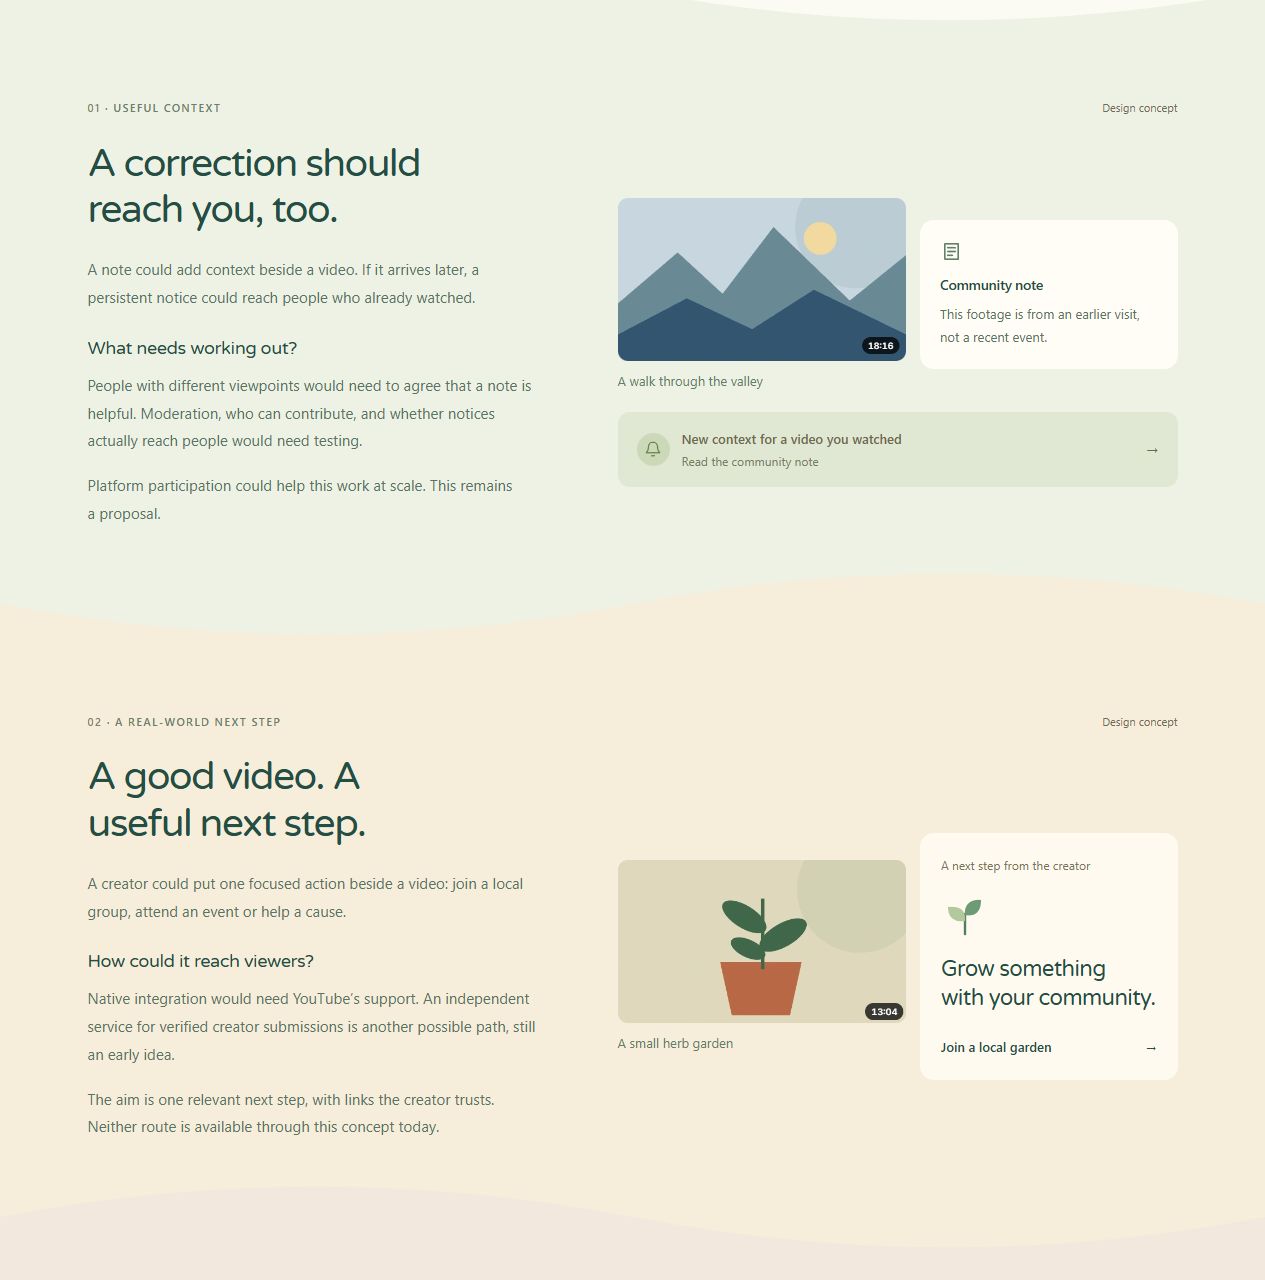 01 · USEFUL CONTEXT
Design concept
A correction should
reach you, too.
A note could add context beside a video. If it arrives later, a
persistent notice could reach people who already watched.
What needs working out?
People with different viewpoints would need to agree that a note is
helpful. Moderation, who can contribute, and whether notices
actually reach people would need testing.
Platform participation could help this work at scale. This remains
a proposal.
18:16
A walk through the valley
Community note
This footage is from an earlier visit,
not a recent event.
New context for a video you watched
Read the community note
→
02 · A REAL-WORLD NEXT STEP
Design concept
A good video. A
useful next step.
A creator could put one focused action beside a video: join a local
group, attend an event or help a cause.
How could it reach viewers?
Native integration would need YouTube's support. An independent
service for verified creator submissions is another possible path, still
an early idea.
The aim is one relevant next step, with links the creator trusts.
Neither route is available through this concept today.
13:04
A small herb garden
A next step from the creator
Grow something
with your community.
Join a local garden →